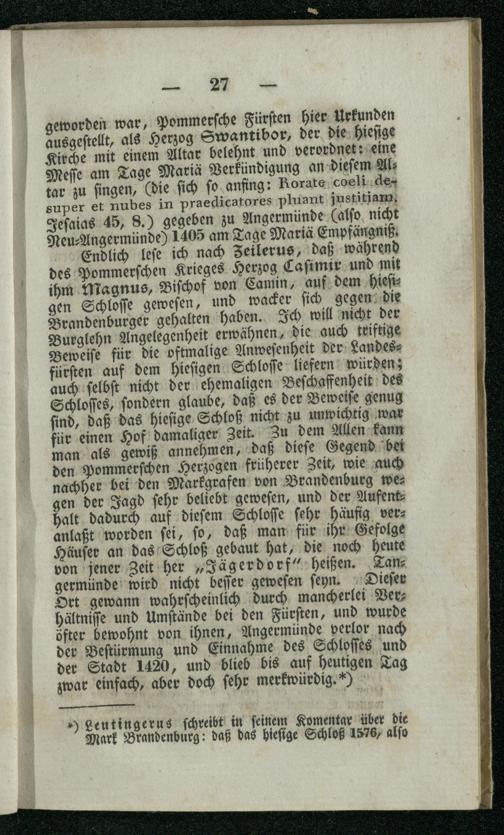 — 27 —
geworden war, Pommersche Fürsten hier Urkunden
ausgestellt, als Herzog Swantibor, der die hiesige
Kirche mit einem Altar belehnt und verordnet: eine
Messe am Tage Mariä Verkündigung an diesem Al-
tar zu singen, (die sich so anfing: Rorate coeli de-
super et nubes in praedicatores pluant justitjam.
Jesaias 45, 8.) gegeben zu Angermünde (also nicht
Neu-Angermünde) 1405 am Tage Mariä Empfängniß.
Endlich lese ich nach Zeilerus, daß während
des Pommerschen Krieges Herzog Casimir und mit
ihm Magnus, Bischof von Camin, auf dem hiesi-
gen Schlosse gewesen, und wacker sich gegen die
Brandenburger gehalten haben. Ich will nicht der
Burglehn Angelegenheit erwähnen, die auch triftige
Beweise für die oftmalige Anwesenheit der Landes-
fürsten auf dem hiesigen Schlosse liefern würden;
auch selbst nicht der ehemaligen Beschaffenheit des
Schlosses, sondern glaube, daß es der Beweise genug
sind, daß das hiesige Schloß nicht zu unwichtig war
für einen Hof damaliger Zeit. Zu dem Allen kann
man als gewiß annehmen, daß diese Gegend bei
den Pommerschen Herzogen früherer Zeit, wie auch
nachher bei den Markgrafen von Brandenburg we-
gen der Jagd sehr beliebt gewesen, und der Aufent-
halt dadurch auf diesem Schlosse sehr häufig ver-
anlaßt worden sei, so, daß man für ihr Gefolge
Häuser an das Schloß gebaut hat, die noch heute
von jener Zeit her „Jägerdorf" heißen. Tan-
germünde wird nicht besser gewesen seyn. Dieser
Ort gewann wahrscheinlich durch mancherlei Ver-
hältnisse und Umstände bei den Fürsten, und wurde
öfter bewohnt von ihnen, Angermünde verlor nach
der Bestürmung und Einnahme des Schlosses und
der Stadt 1420, und blieb bis auf heutigen Tag
zwar einfach, aber doch sehr merkwürdig.*)
*) Leutingerus schreibt in seinem Komentar über die
Mark Brandenburg: daß das hiesige Schloß 1576, also